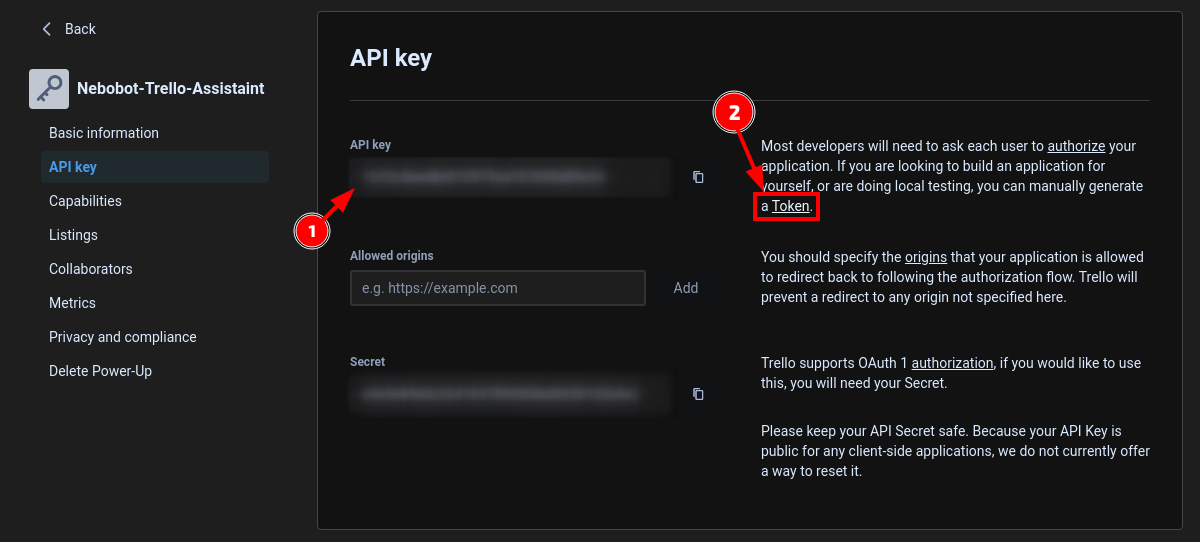 Back
Nebobot-Trello-Assistaint
Basic information
API key
Capabilities
Listings
Collaborators
Metrics
Privacy and compliance
Delete Power-Up
API key
API key
1
2
Most developers will need to ask each user to authorize your
application. If you are looking to build an application for
yourself, or are doing local testing, you can manually generate
a Token.
Allowed origins
e.g. https://example.com
Add
You should specify the origins that your application is allowed
to redirect back to following the authorization flow. Trello will
prevent a redirect to any origin not specified here.
Secret
Trello supports OAuth 1 authorization, if you would like to use
this, you will need your Secret.
Please keep your API Secret safe. Because your API Key is
public for any client-side applications, we do not currently offer
a way to reset it.